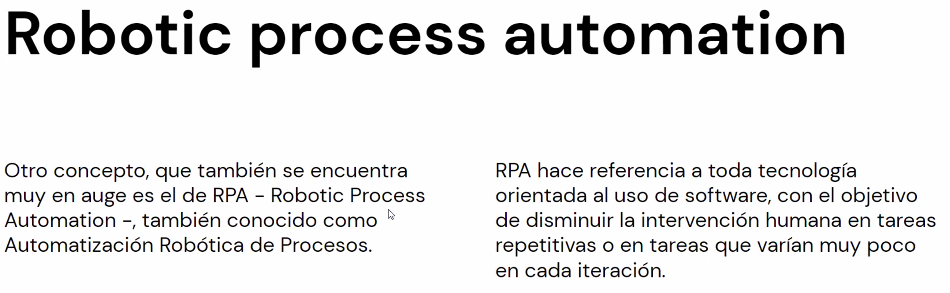 Robotic process automation
Otro concepto, que también se encuentra
muy en auge es el de RPA - Robotic Process
Automation -, también conocido como
Automatización Robótica de Procesos.
RPA hace referencia a toda tecnología
orientada al uso de software, con el objetivo
de disminuir la intervención humana en tareas
repetitivas o en tareas que varían muy poco
en cada iteración.